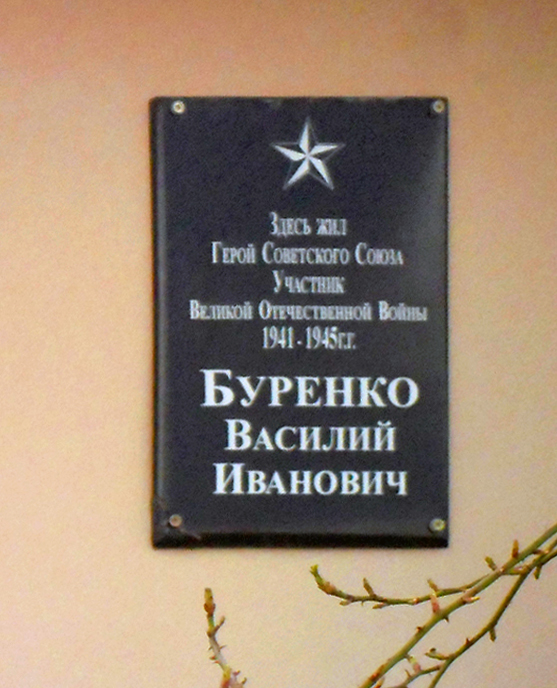 Здесь жил
Герой Советского Союза
Участник
Великой Отечественной Войны
1941 - 1945г.г.
Буренко
Василий
Иванович